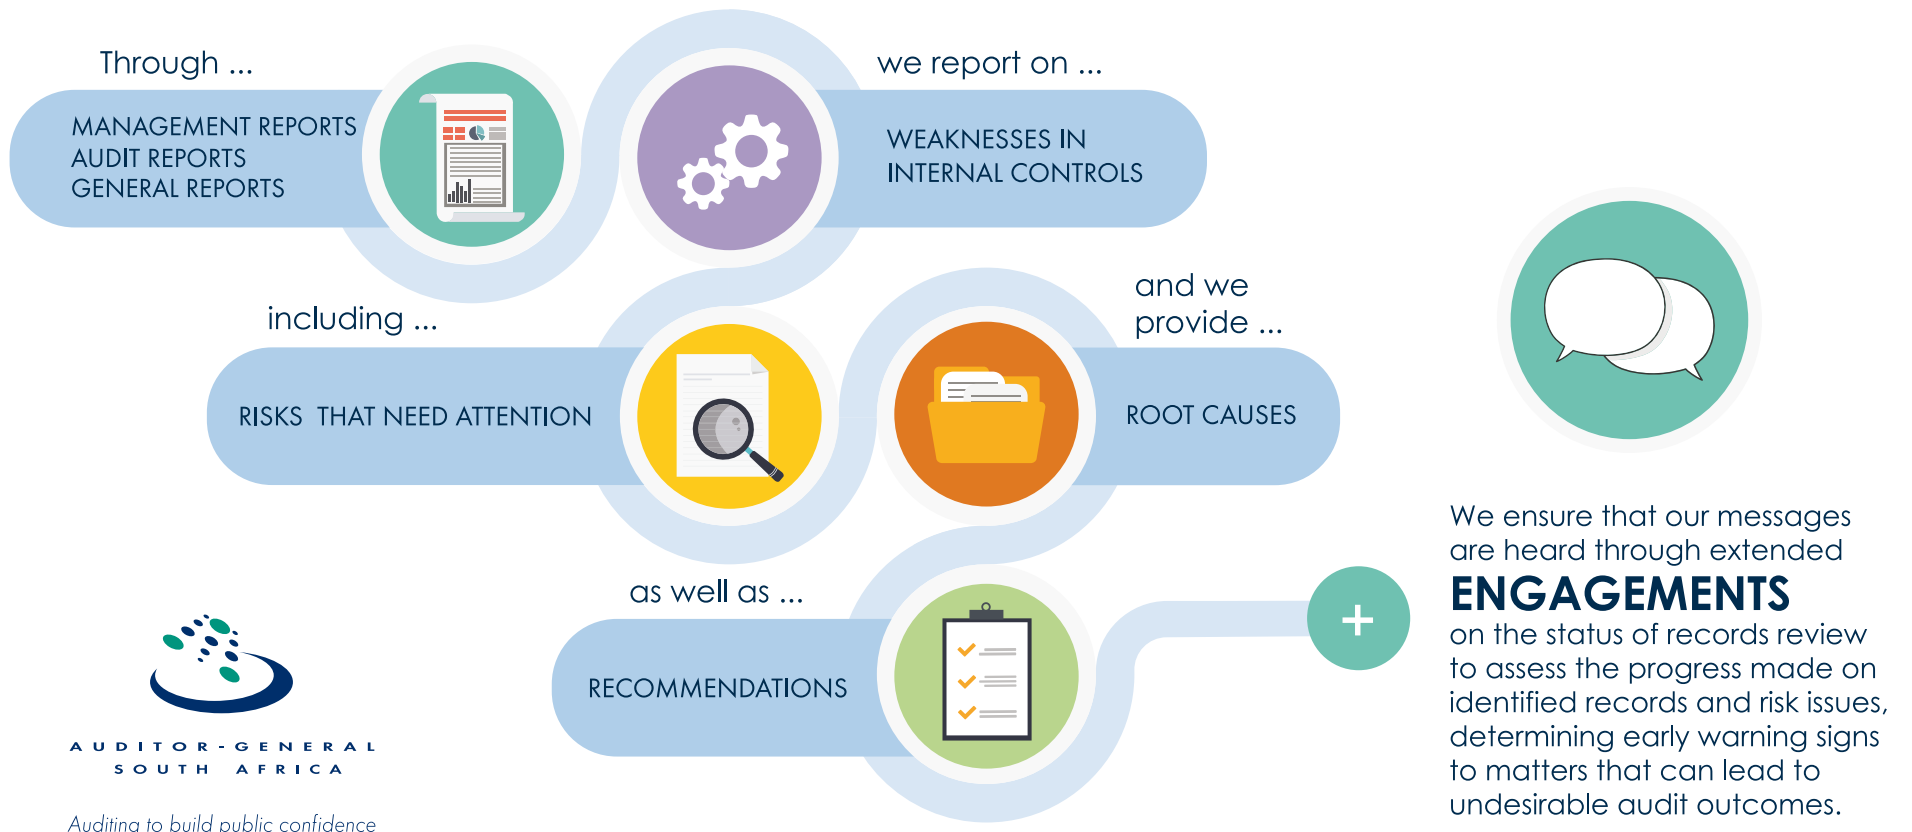 Through ...
MANAGEMENT REPORTS
AUDIT REPORTS
GENERAL REPORTS
we report on ...
WEAKNESSES IN
INTERNAL CONTROLS
including ...
RISKS THAT NEED ATTENTION
and we
provide ...
ROOT CAUSES
as well as ...
RECOMMENDATIONS
+
We ensure that our messages
are heard through extended
ENGAGEMENTS
on the status of records review
to assess the progress made on
identified records and risk issues,
determining early warning signs
to matters that can lead to
undesirable audit outcomes.
AUDITOR-GENERAL
SOUTH AFRICA
Auditing to build public confidence